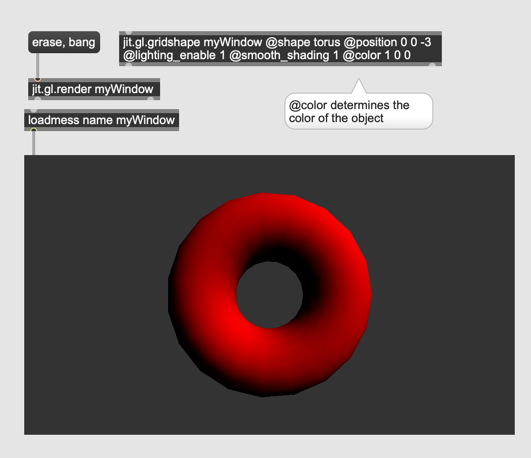 erase, bang
jit.gl.gridshape myWindow @shape torus @position 0 0 -3
@lighting_enable 1 @smooth_shading 1 @color 1 0 0
jit.gl.render myWindow
@color determines the
color of the object
loadmess name myWindow